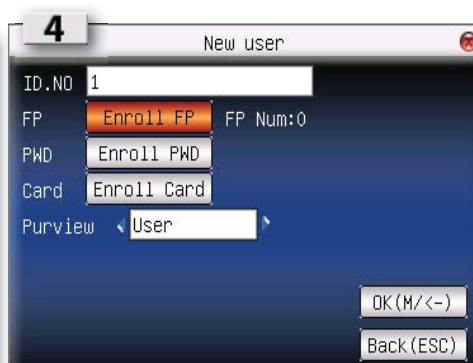 4
New user
ID.NO 1
FP Enroll FP FP Num:0
PWD Enroll PWD
Card Enroll Card
Purview User
OK(M/<-)
Back(ESC)